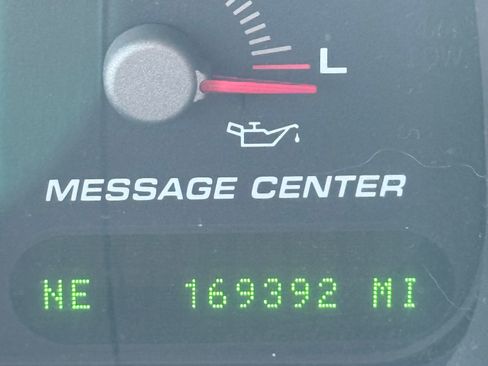 L
MESSAGE CENTER
NE 169392 MI